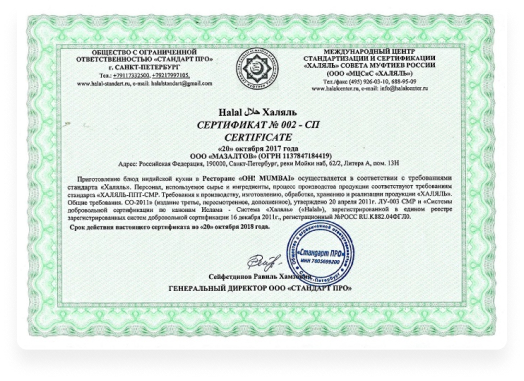 ОБЩЕСТВО С ОГРАНИЧЕННОЙ
ОТВЕТСТВЕННОСТЬЮ «СТАНДАРТ ПРО»
г. САНКТ-ПЕТЕРБУРГ
Тел.: +79117332500, +79217997105,
www.halal-standart.ru, e-mail: halalstandart@gmail.com
МЕЖДУНАРОДНЫЙ ЦЕНТР
СТАНДАРТИЗАЦИИ И СЕРТИФИКАЦИИ
«ХАЛЯЛЬ» СОВЕТА МУФТИЕВ РОССИИ
(ООО «МЦСиС «ХАЛЯЛЬ»)
Тел./факс (495) 926-03-10, 688-95-09
www.halalcenter.ru, e-mail: info@halalcenter.ru
Halal حلال Халяль
СЕРТИФИКАТ № 002 - СП
CERTIFICATE
«20» октября 2017 года
ООО «МАЗАЛТОВ» (ОГРН 1137847184419)
Адрес: Российская Федерация, 190000, Санкт-Петербург, реки Мойки наб, 62/2, Литера А, пом. 13Н
Приготовление блюд индийской кухни в Ресторане «OH! MUMBAI» осуществляется в соответствии с требованиями
стандарта «Халяль». Персонал, используемое сырье и ингредиенты, процесс производства продукции соответствуют требованиям
стандарта «ХАЛЯЛЬ-ППТ-СМР. Требования к производству, изготовлению, обработке, хранению и реализации продукции «ХАЛЯЛЬ».
Общие требования. СО-2011» (издание третье, пересмотренное, дополненное), утверждено 20 апреля 2011г. ЛУ-003 СМР и «Системы
добровольной сертификации по канонам Ислама - Система «Халяль» («Halal»), зарегистрированной в едином реестре
зарегистрированных систем добровольной сертификации 16 декабря 2011г., регистрационный №РОСС RU.К882.04ФГЛ0.
Срок действия настоящего сертификата по «20» октября 2018 года.
«Стандарт ПРО»
ИНН 7805609200
Сейфетдинов Равиль
ГЕНЕРАЛЬНЫЙ ДИРЕКТОР ООО «СТАНДАРТ ПРО»